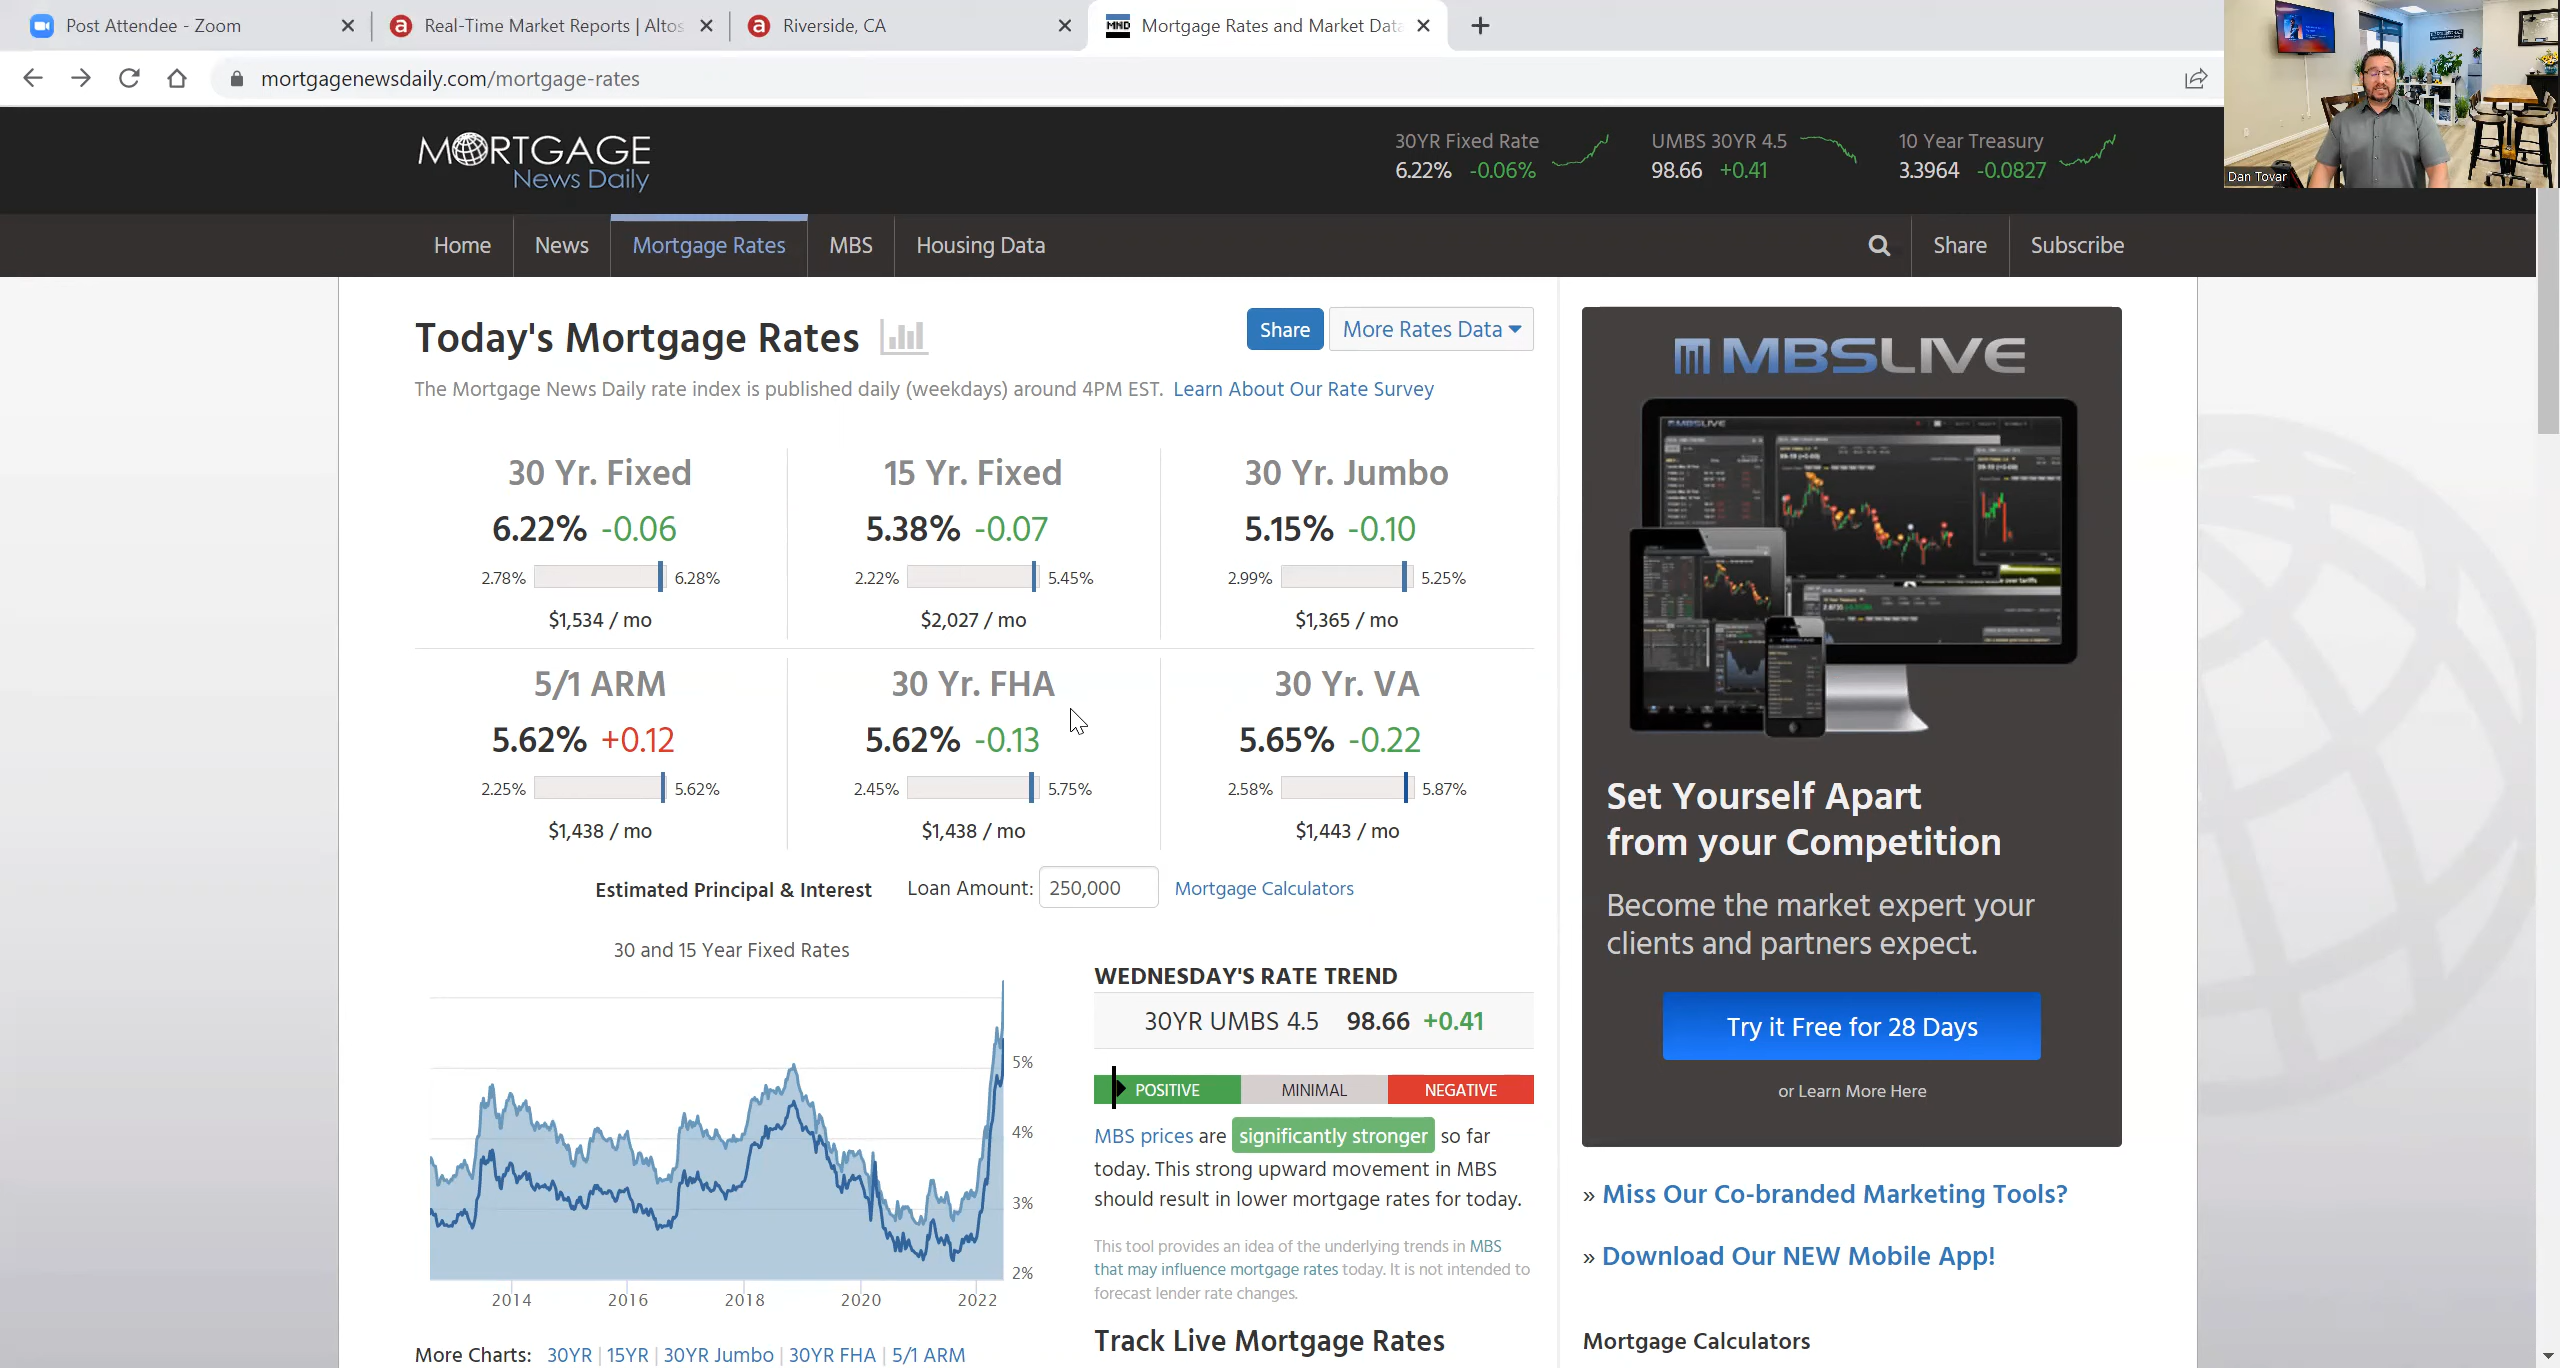 Post Attendee - Zoom
Real-Time Market Reports | Altos
Riverside, CA
MND Mortgage Rates and Market Data
mortgagenewsdaily.com/mortgage-rates
Dan Tovar
MORTGAGE
News Daily
30YR Fixed Rate
6.22% -0.06%
UMBS 30YR 4.5
98.66 +0.41
10 Year Treasury
3.3964 -0.0827
Home News Mortgage Rates MBS Housing Data Share Subscribe
Today's Mortgage Rates
Share More Rates Data
The Mortgage News Daily rate index is published daily (weekdays) around 4PM EST. Learn About Our Rate Survey
30 Yr. Fixed
6.22% -0.06
2.78% 6.28%
$1,534 / mo
15 Yr. Fixed
5.38% -0.07
2.22% 5.45%
$2,027 / mo
30 Yr. Jumbo
5.15% -0.10
2.99% 5.25%
$1,365 / mo
5/1 ARM
5.62% +0.12
2.25% 5.62%
$1,438 / mo
30 Yr. FHA
5.62% -0.13
2.45% 5.75%
$1,438 / mo
30 Yr. VA
5.65% -0.22
2.58% 5.87%
$1,443 / mo
Estimated Principal & Interest Loan Amount: 250,000 Mortgage Calculators
30 and 15 Year Fixed Rates
5%
4%
3%
2%
2014 2016 2018 2020 2022
More Charts: 30YR | 15YR | 30YR Jumbo | 30YR FHA | 5/1 ARM
WEDNESDAY'S RATE TREND
30YR UMBS 4.5 98.66 +0.41
POSITIVE MINIMAL NEGATIVE
MBS prices are significantly stronger so far
today. This strong upward movement in MBS
should result in lower mortgage rates for today.
This tool provides an idea of the underlying trends in MBS
that may influence mortgage rates today. It is not intended to
forecast lender rate changes.
Track Live Mortgage Rates
MBSLIVE
MBSLIVE
Set Yourself Apart
from your Competition
Become the market expert your
clients and partners expect.
Try it Free for 28 Days
or Learn More Here
» Miss Our Co-branded Marketing Tools?
» Download Our NEW Mobile App!
Mortgage Calculators